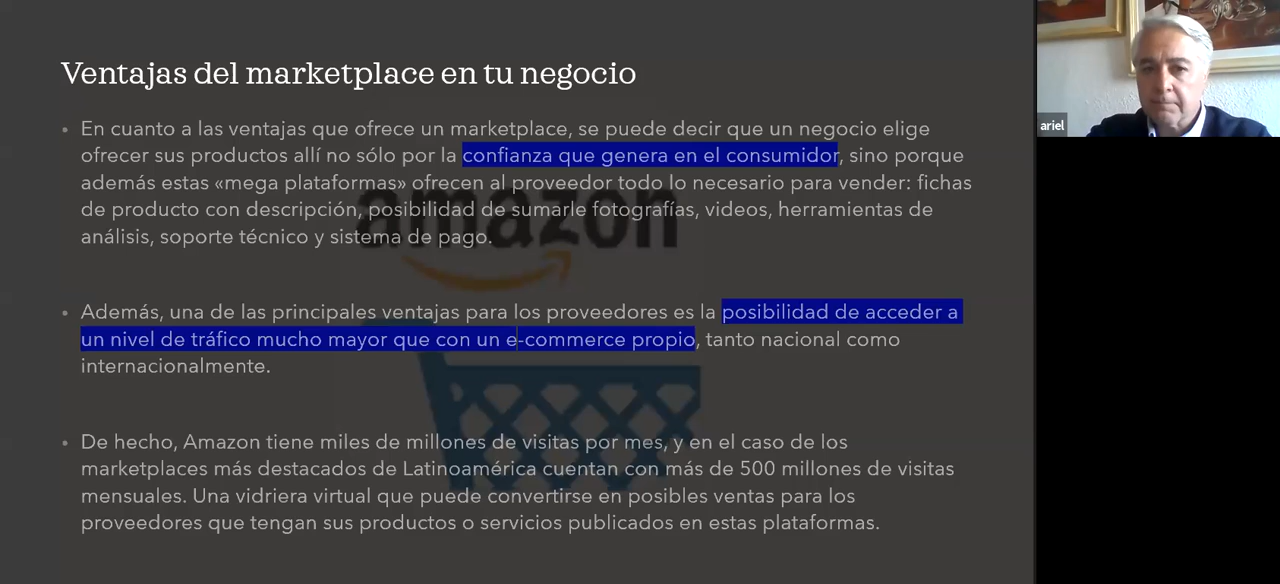 Ventajas del marketplace en tu negocio
• En cuanto a las ventajas que ofrece un marketplace, se puede decir que un negocio elige
ofrecer sus productos allí no sólo por la confianza que genera en el consumidor, sino porque
además estas «mega plataformas» ofrecen al proveedor todo lo necesario para vender: fichas
de producto con descripción, posibilidad de sumarle fotografías, videos, herramientas de
análisis, soporte técnico y sistema de pago.
amazon
• Además, una de las principales ventajas para los proveedores es la posibilidad de acceder a
un nivel de tráfico mucho mayor que con un e-commerce propio, tanto nacional como
internacionalmente.
• De hecho, Amazon tiene miles de millones de visitas por mes, y en el caso de los
marketplaces más destacados de Latinoamérica cuentan con más de 500 millones de visitas
mensuales. Una vidriera virtual que puede convertirse en posibles ventas para los
proveedores que tengan sus productos o servicios publicados en estas plataformas.
ariel